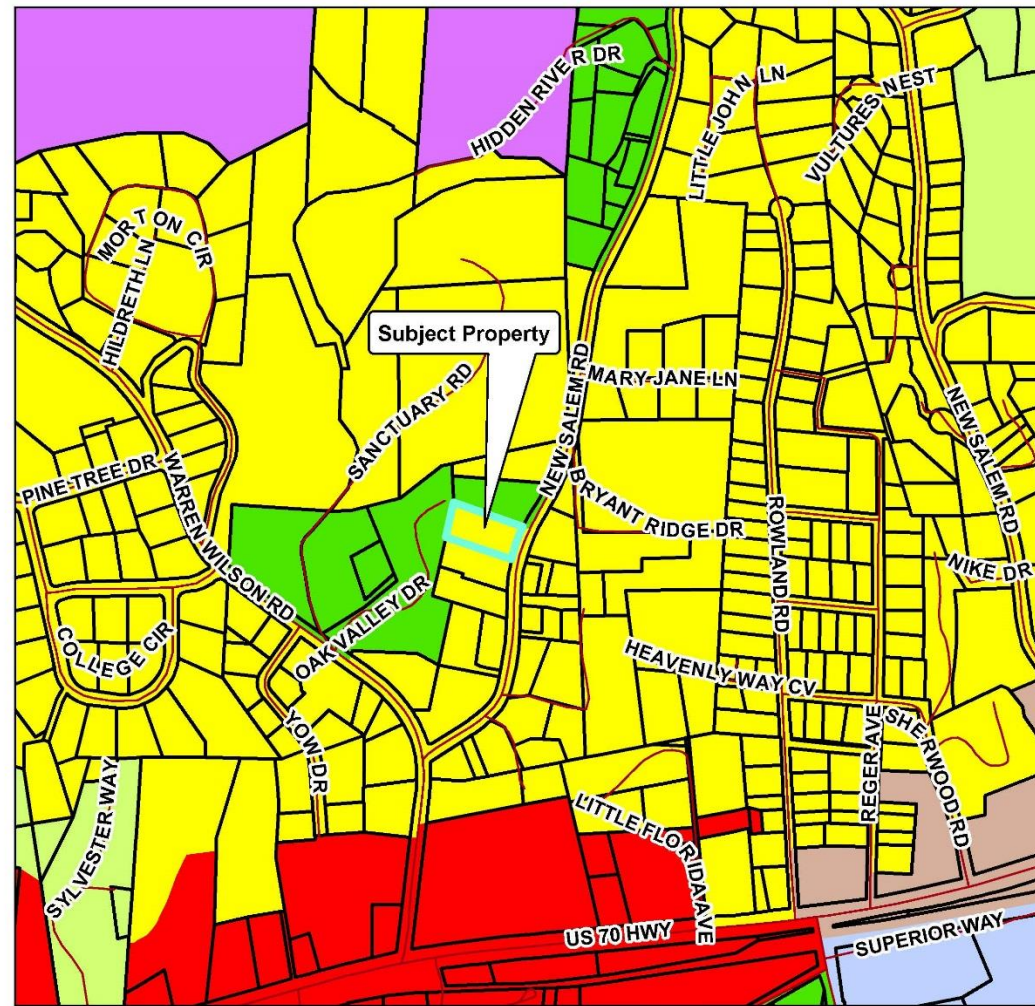 HIDDEN RIVER DR
LITTLE JOHN LN
VULTURES NEST
MORTON CIR
HILDRETH LN
Subject Property
MARY JANE LN
NEW SALEM RD
SANCTUARY RD
NEW SALEM RD
PINE TREE DR
WARREN WILSON RD
BRYANT RIDGE DR
ROWLAND RD
NIKE DR
OAK VALLEY DR
COLLEGE CIR
HEAVENLY WAY CV
YOW DR
REGER AVE
SHERWOOD RD
SYLVESTER WAY
LITTLE FLORIDA AVE
US 70 HWY
SUPERIOR WAY